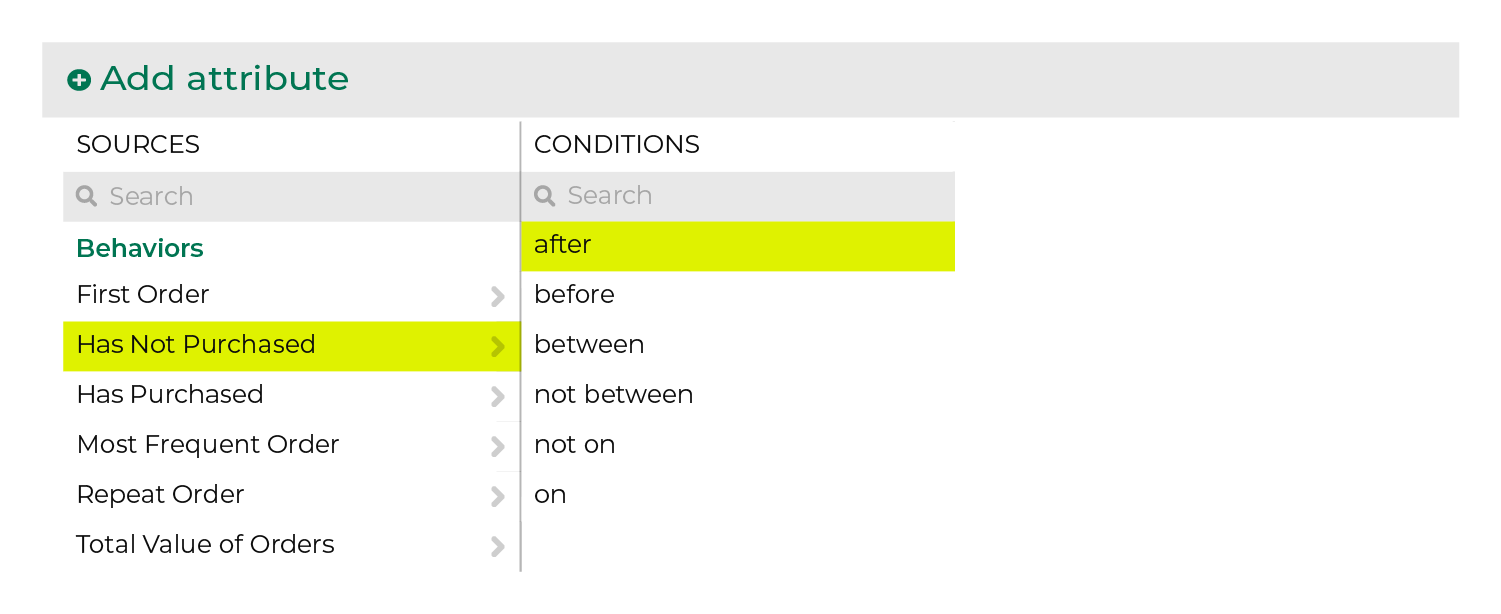 Add attribute
SOURCES
Search
Behaviors
First Order
Has Not Purchased
Has Purchased
Most Frequent Order
Repeat Order
Total Value of Orders
CONDITIONS
Search
after
before
between
not between
not on
on